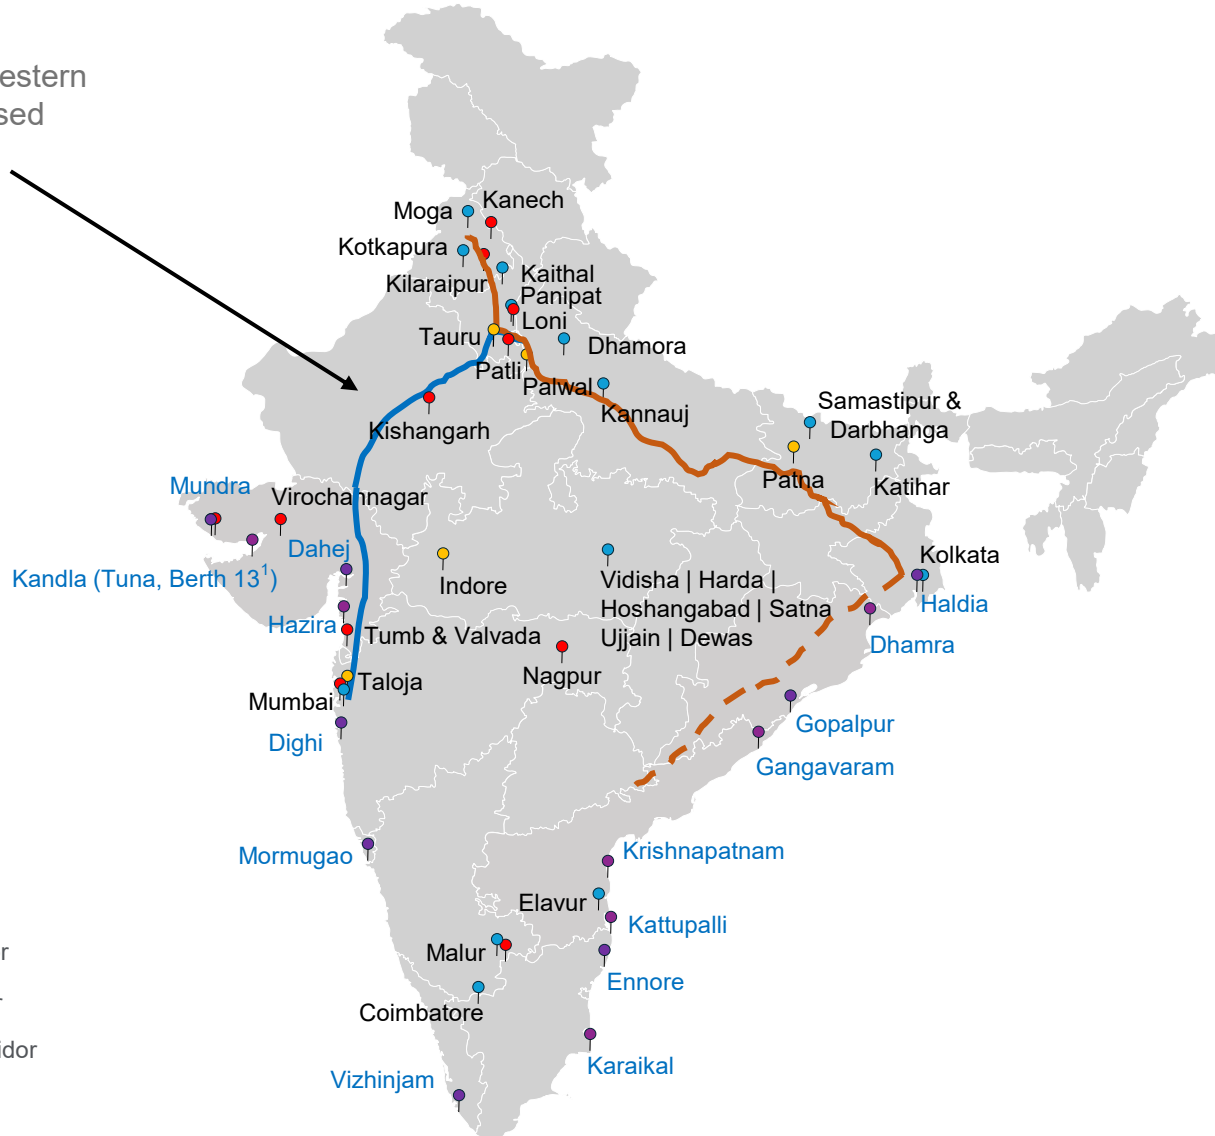 estern
sed
Kanech
Moga
Kotkapura
Kaithal
Kilaraipur
Panipat
Loni
Tauru
Dhamora
Patli
Palwal
Kannauj
Samastipur &
Darbhanga
Kishangarh
Patna
Katihar
Mundra
Virochannagar
Dahej
Kandla (Tuna, Berth 13¹)
Indore
Kolkata
Vidisha | Harda |
Hoshangabad | Satna
Ujjain | Dewas
Haldia
Hazira
Tumb & Valvada
Dhamra
Nagpur
Taloja
Mumbai
Gopalpur
Dighi
Gangavaram
Mormugao
Krishnapatnam
Elavur
Kattupalli
Malur
r
Ennore
Coimbatore
idor
Karaikal
Vizhinjam